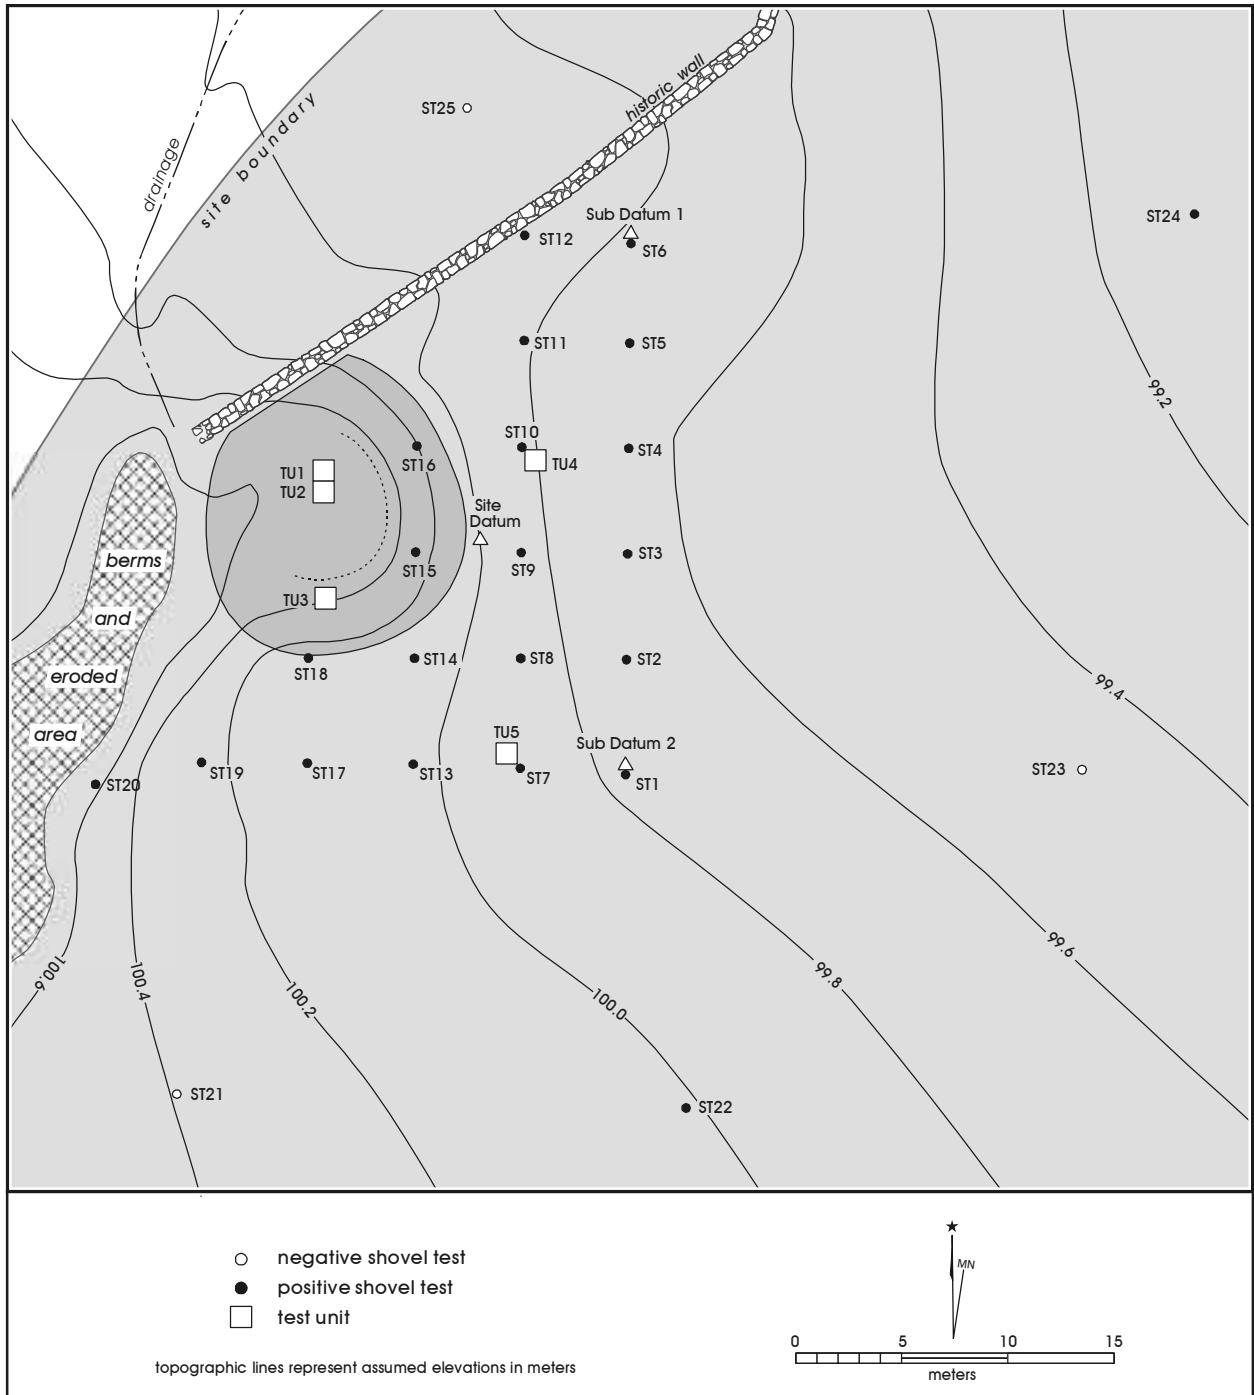 historic wall
ST25
drainage
site boundary
Sub Datum 1
ST24
ST12
ST6
ST11
ST5
99.2
ST10
ST16
ST4
TU1
TU4
TU2
Site
Datum
berms
ST15
ST9
ST3
TU3
and
ST14
ST8
ST2
ST18
eroded
99.4
area
TU5
Sub Datum 2
ST19
ST17
ST13
ST7
ST23
ST20
ST1
99.6
100.6
100.4
100.2
100.0
99.8
ST21
ST22
negative shovel test
positive shovel test
test unit
MN
0 5 10 15
meters
topographic lines represent assumed elevations in meters